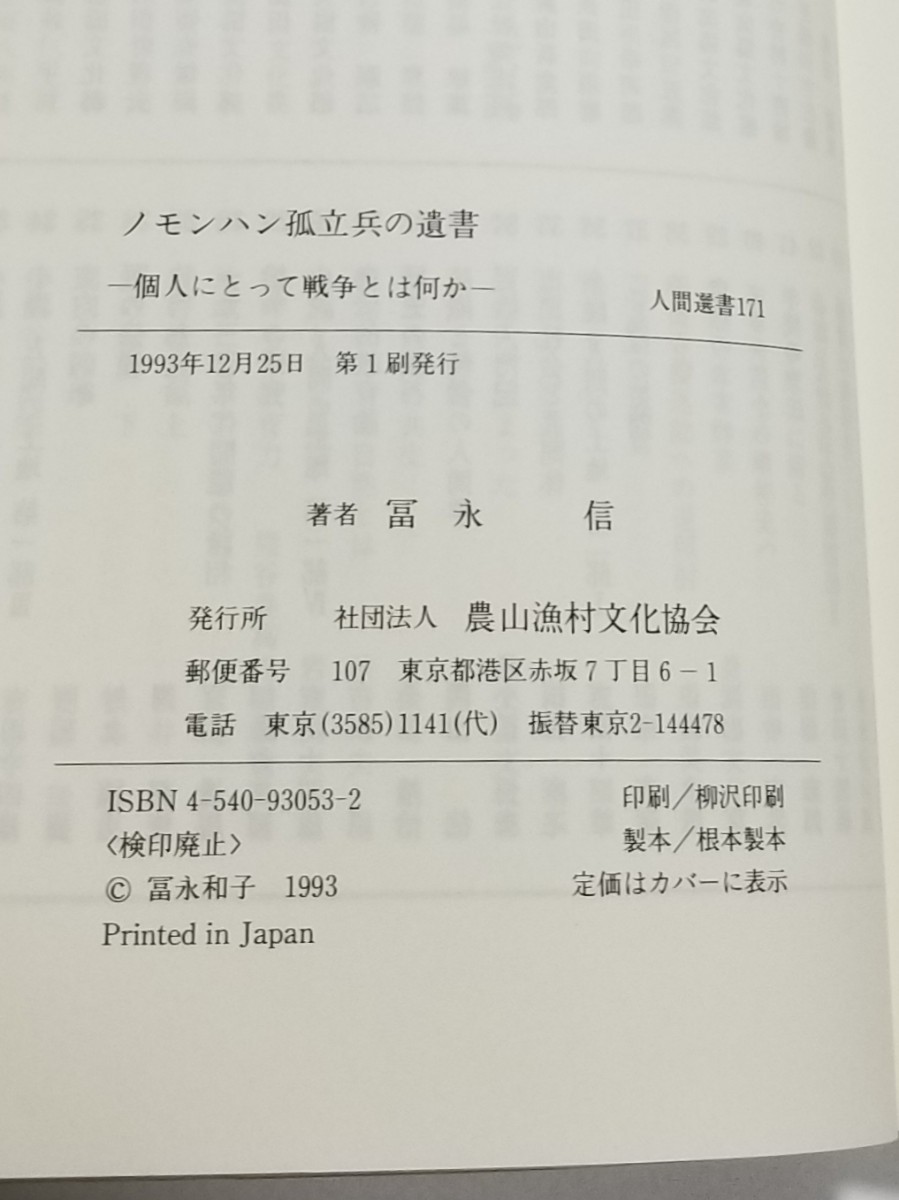 ノモンハン孤立兵の遺書
―個人にとって戦争とは何か―
人間選書171
1993年12月25日 第1刷発行
著者 冨永 信
発行所 社団法人 農山漁村文化協会
郵便番号 107 東京都港区赤坂7丁目6－1
電話 東京(3585)1141(代) 振替東京2-144478
ISBN 4-540-93053-2
〈検印廃止〉
© 冨永和子 1993
Printed in Japan
印刷／柳沢印刷
製本／根本製本
定価はカバーに表示